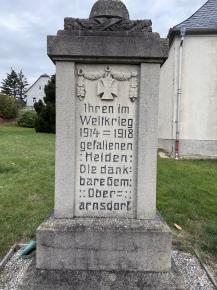 Ihren im
Weltkrieg
1914=1918
gefallenen
: Helden :
Die dank=
bare Gem:
: Ober= :
arnsdorf.